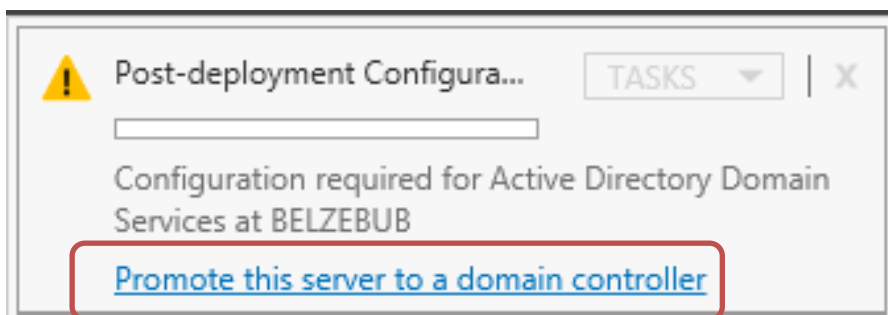 Post-deployment Configura...
TASKS
X
Configuration required for Active Directory Domain
Services at BELZEBUB
Promote this server to a domain controller